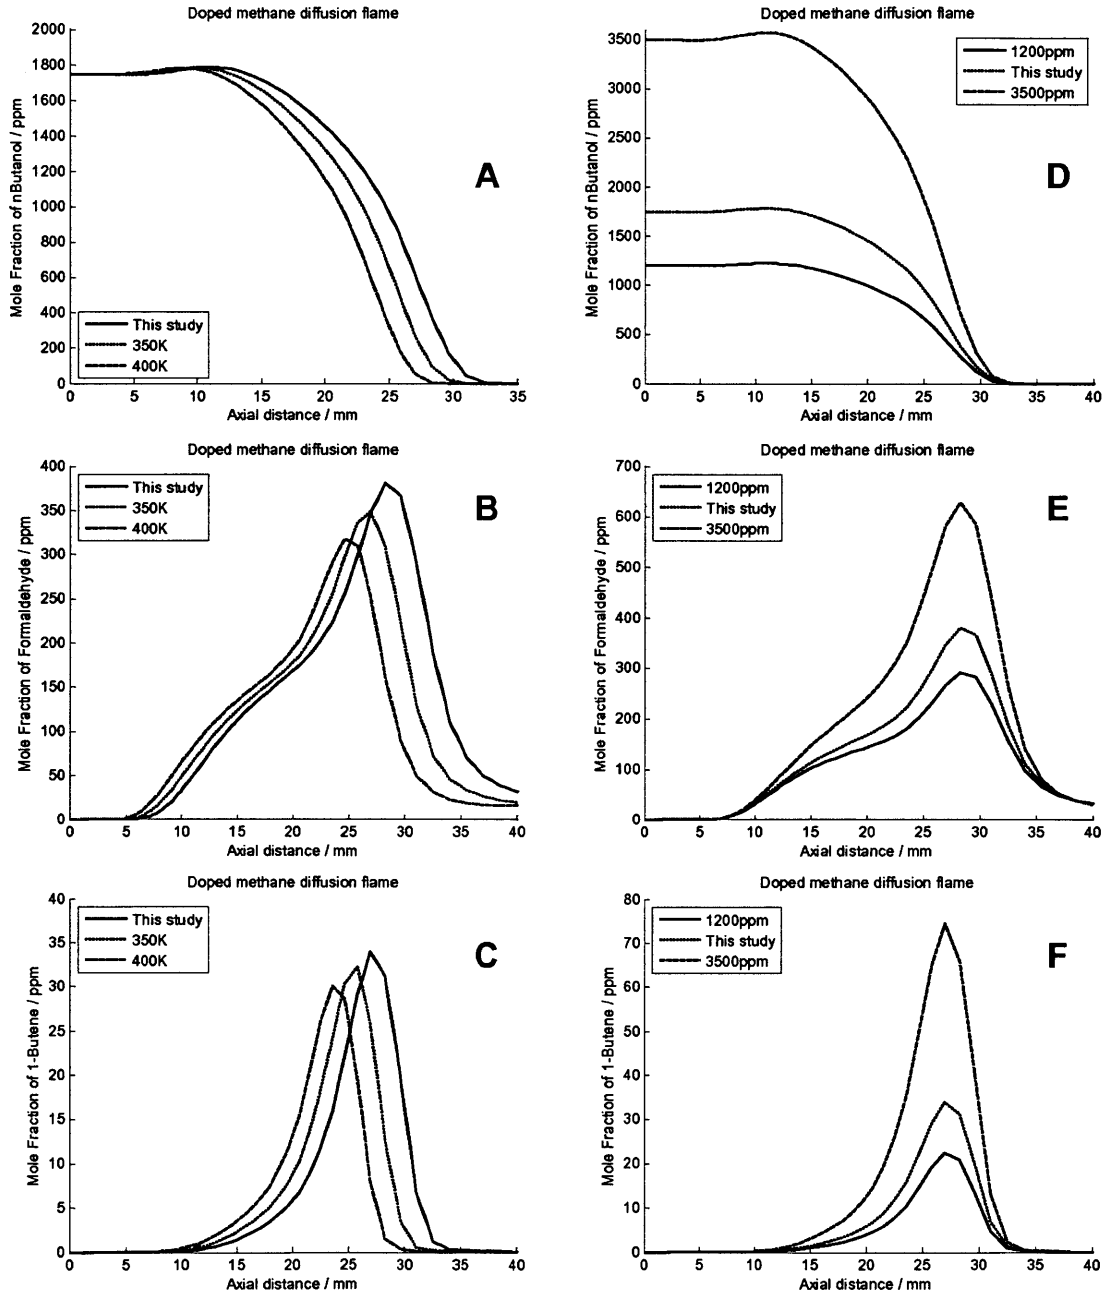 Doped methane diffusion flame
Mole Fraction of nButanol / ppm
2000
1800
1600
1400
1200
1000
800
600
400
200
0
This study
350K
400K
A
0 5 10 15 20 25 30 35
Axial distance / mm
Doped methane diffusion flame
Mole Fraction of nButanol / ppm
3500
3000
2500
2000
1500
1000
500
0
1200ppm
This study
3500ppm
D
0 5 10 15 20 25 30 35 40
Axial distance / mm
Doped methane diffusion flame
Mole Fraction of Formaldehyde / ppm
400
350
300
250
200
150
100
50
0
This study
350K
400K
B
0 5 10 15 20 25 30 35 40
Axial distance / mm
Doped methane diffusion flame
Mole Fraction of Formaldehyde / ppm
700
600
500
400
300
200
100
0
1200ppm
This study
3500ppm
E
0 5 10 15 20 25 30 35 40
Axial distance / mm
Doped methane diffusion flame
Mole Fraction of 1-Butene / ppm
40
35
30
25
20
15
10
5
0
This study
350K
400K
C
0 5 10 15 20 25 30 35 40
Axial distance / mm
Doped methane diffusion flame
Mole Fraction of 1-Butene / ppm
80
70
60
50
40
30
20
10
0
1200ppm
This study
3500ppm
F
0 5 10 15 20 25 30 35 40
Axial distance / mm